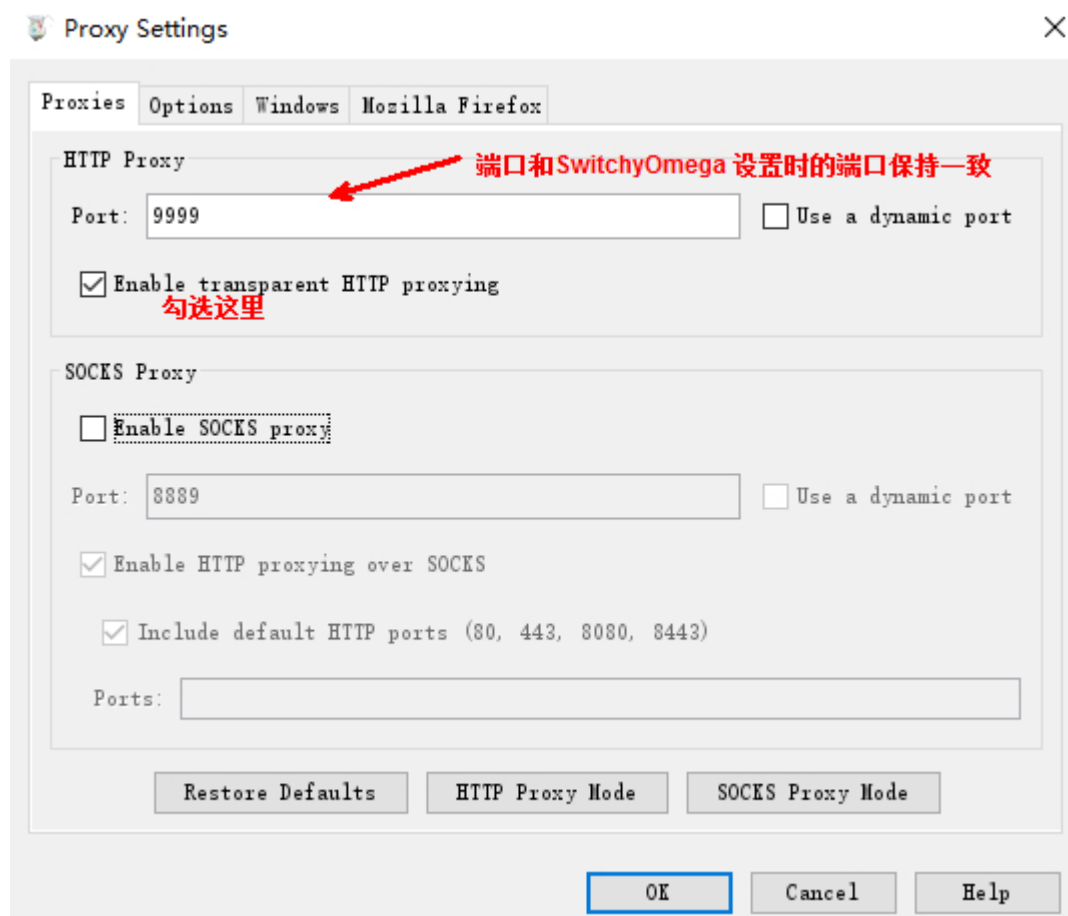 Proxy Settings
Proxies Options Windows Mozilla Firefox
HTTP Proxy
端口和SwitchyOmega 设置时的端口保持一致
Port: 9999 Use a dynamic port
Enable transparent HTTP proxying
勾选这里
SOCKS Proxy
Enable SOCKS proxy
Port: 8889 Use a dynamic port
Enable HTTP proxying over SOCKS
Include default HTTP ports (80, 443, 8080, 8443)
Ports:
Restore Defaults HTTP Proxy Mode SOCKS Proxy Mode
OK Cancel Help